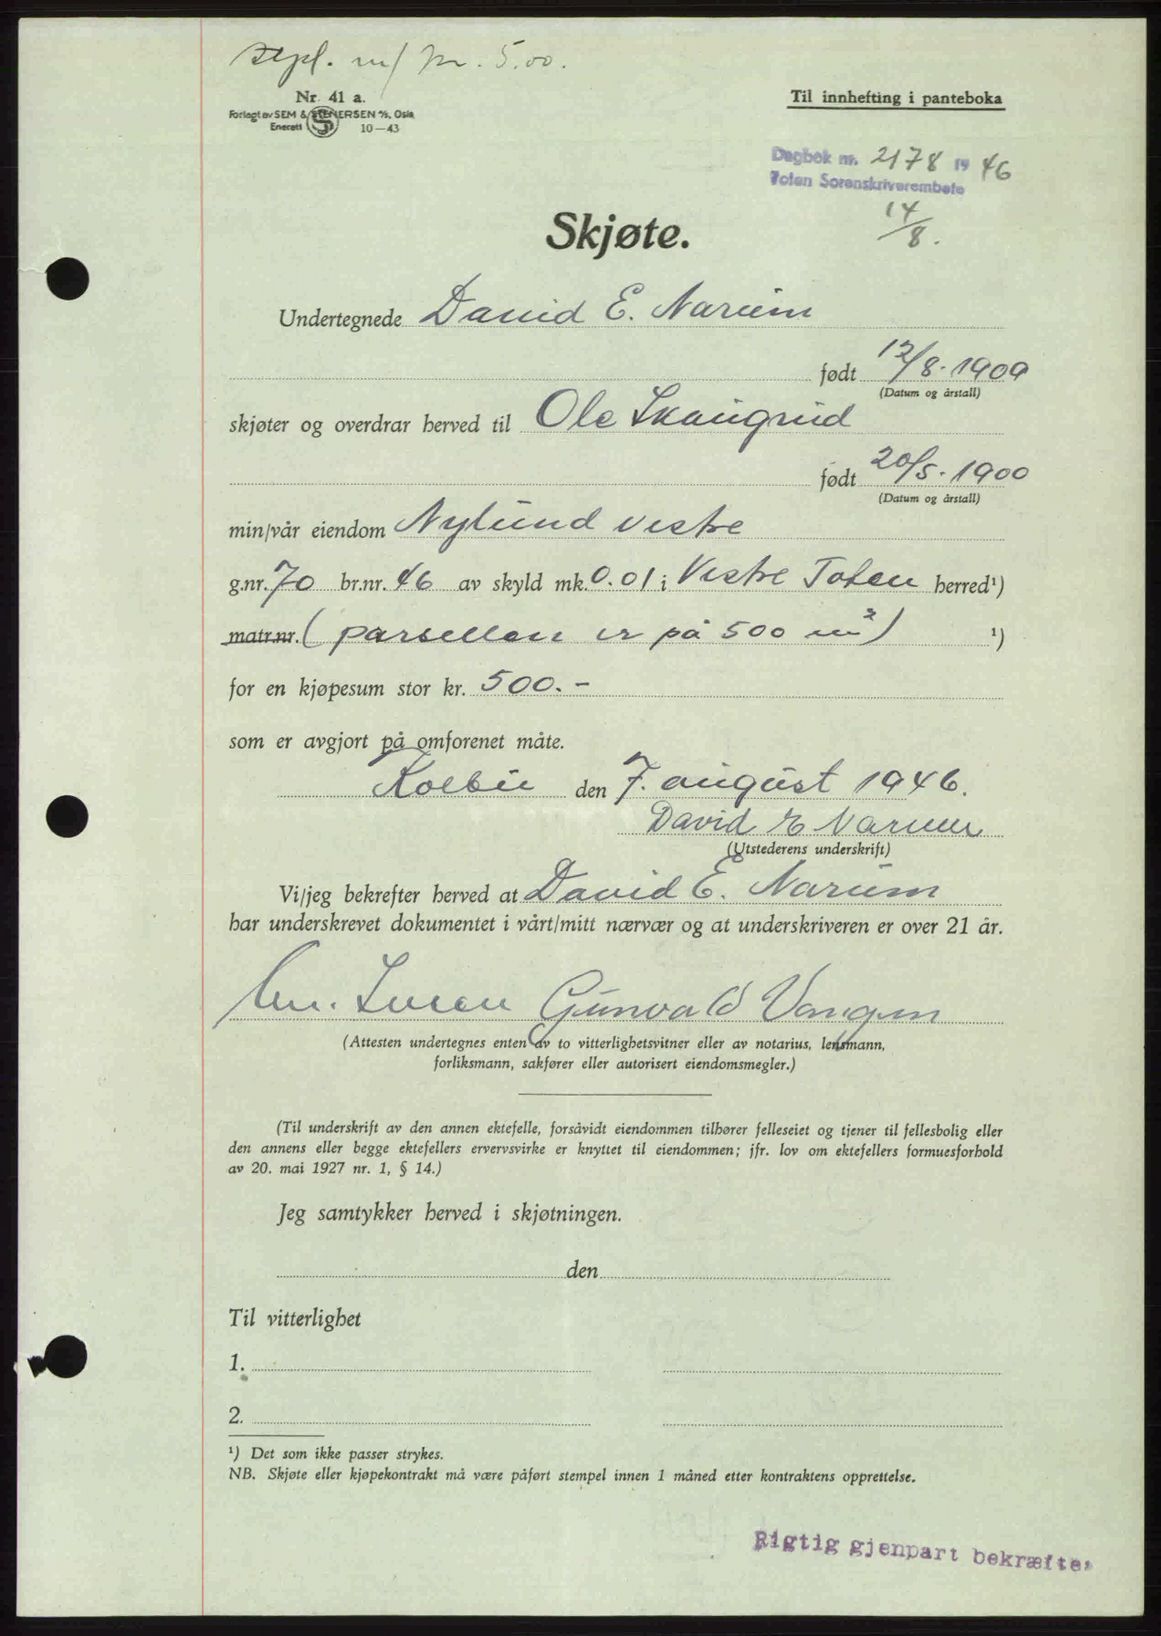 stpl. m/ kr. 5.00.
Nr. 41 a.
Forlagt av SEM & STENERSEN A/S, Oslo
Enerett 10—43
Til innhefting i panteboka
Dagbok nr. 2178 19 46
Toten Sorenskriverembete
14/8.
Skjøte.
Undertegnede David E. Narum
født 12/8. 1909
(Datum og årstall)
skjøter og overdrar herved til Ole Skaugrud
født 20/5. 1900
(Datum og årstall)
min/vår eiendom Nylund vestre
g.nr. 70 br.nr. 46 av skyld mk. 0.01 i Vestre Toten herred¹)
matr.nr. (parsellen er på 500 m²) ¹)
for en kjøpesum stor kr. 500.-
som er avgjort på omforenet måte.
Kolbu den 7. august 1946.
David E Narum
(Utstederens underskrift)
Vi/jeg bekrefter herved at David E. Narum
har underskrevet dokumentet i vårt/mitt nærvær og at underskriveren er over 21 år.
Gunvald Vangen
(Attesten undertegnes enten av to vitterlighetsvitner eller av notarius, lensmann,
forliksmann, sakfører eller autorisert eiendomsmegler.)
(Til underskrift av den annen ektefelle, forsåvidt eiendommen tilhører felleseiet og tjener til fellesbolig eller
den annens eller begge ektefellers ervervsvirke er knyttet til eiendommen; jfr. lov om ektefellers formuesforhold
av 20. mai 1927 nr. 1, § 14.)
Jeg samtykker herved i skjøtningen.
den
Til vitterlighet
1.
2.
¹) Det som ikke passer strykes.
NB. Skjøte eller kjøpekontrakt må være påført stempel innen 1 måned etter kontraktens opprettelse.
Rigtig gjenpart bekræftes